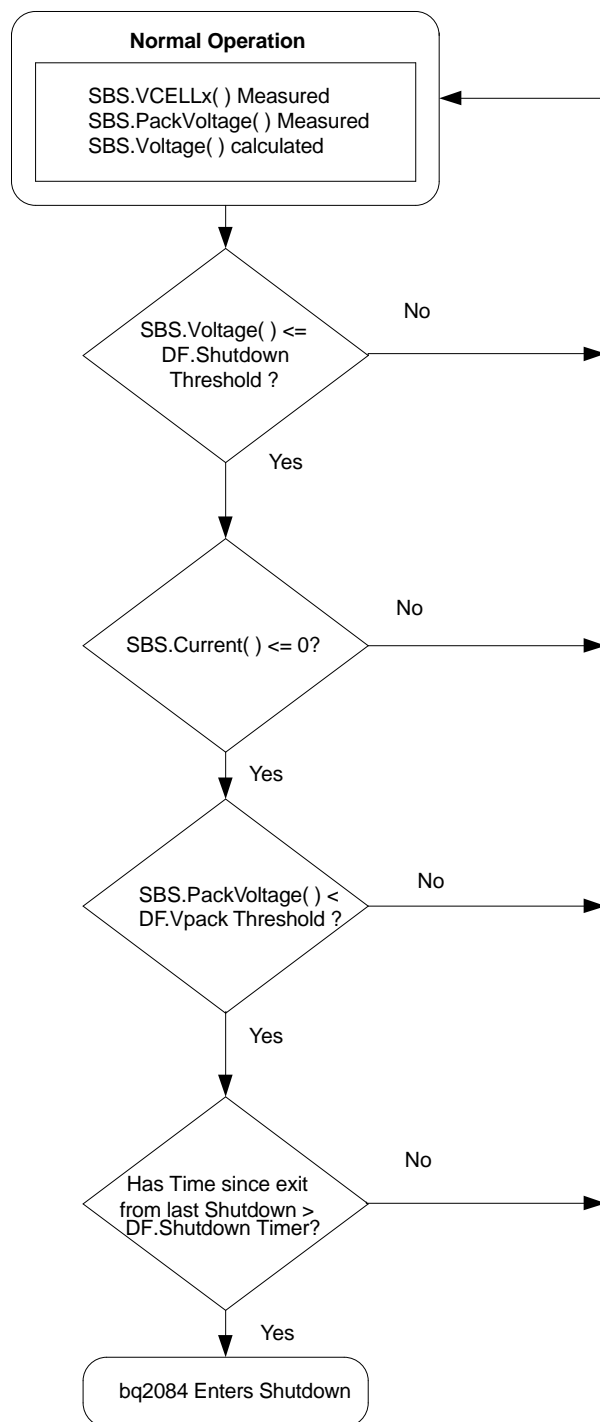 Normal Operation
SBS.VCELLx( ) Measured
SBS.PackVoltage( ) Measured
SBS.Voltage( ) calculated
SBS.Voltage( ) <=
DF.Shutdown
Threshold ?
No
Yes
SBS.Current( ) <= 0?
No
Yes
SBS.PackVoltage( ) <
DF.Vpack Threshold ?
No
Yes
Has Time since exit
from last Shutdown >
DF.Shutdown Timer?
No
Yes
bq2084 Enters Shutdown